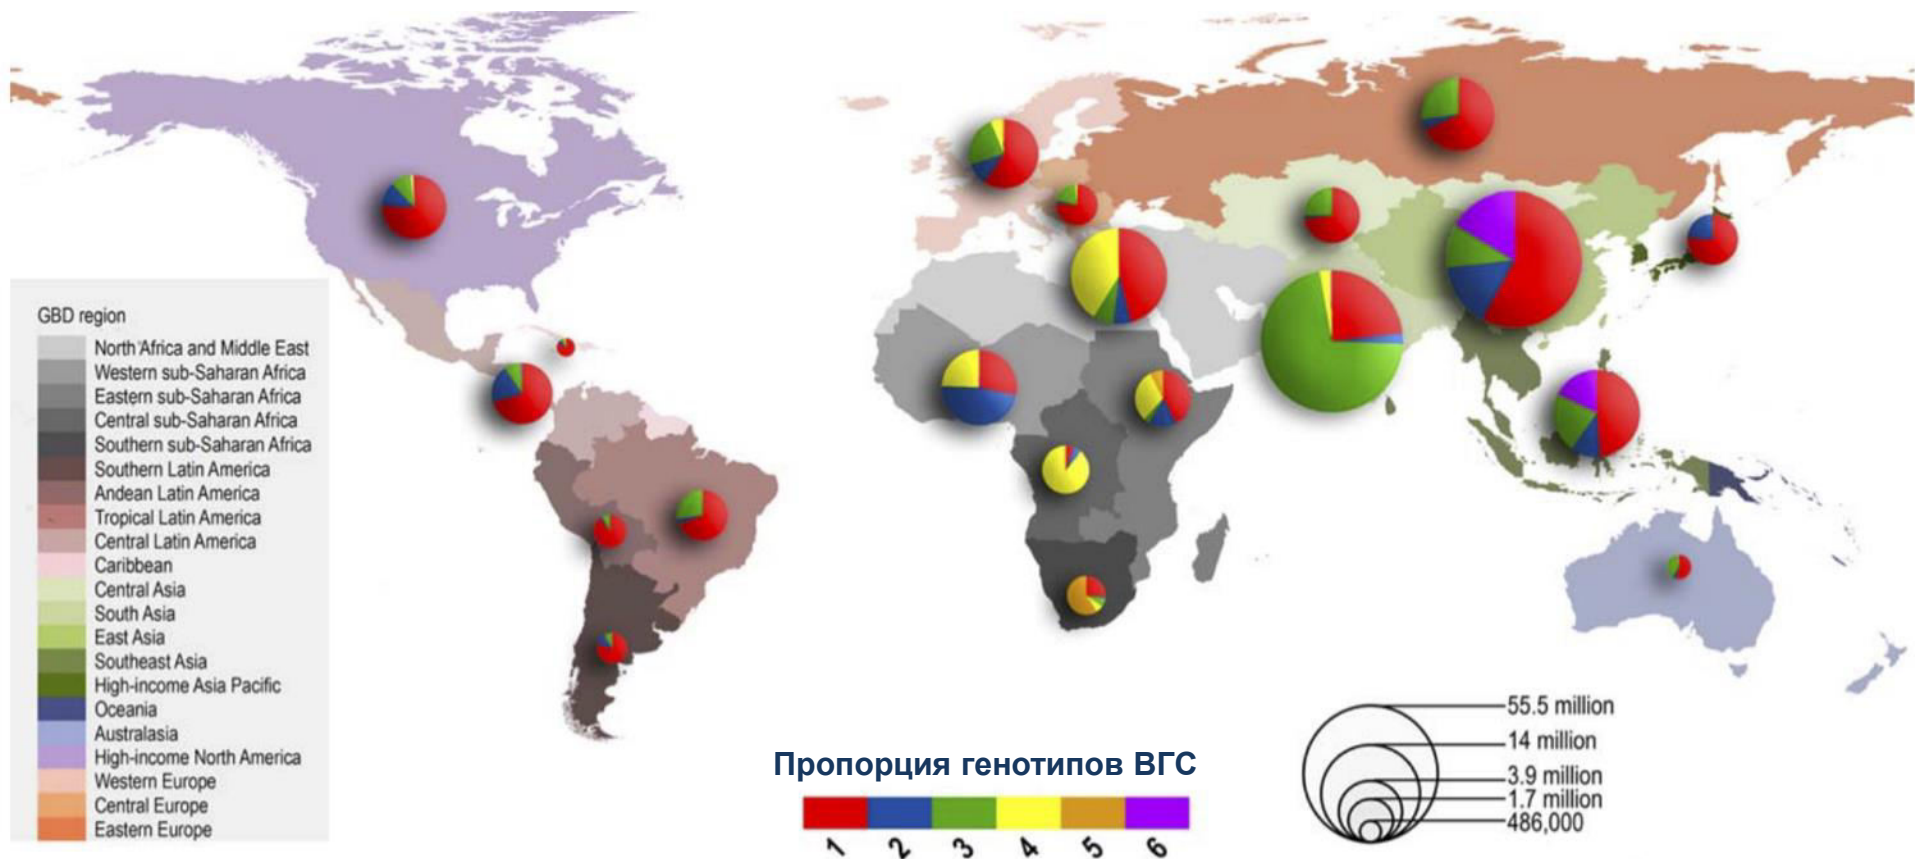 GBD region
North Africa and Middle East
Western sub-Saharan Africa
Eastern sub-Saharan Africa
Central sub-Saharan Africa
Southern sub-Saharan Africa
Southern Latin America
Andean Latin America
Tropical Latin America
Central Latin America
Caribbean
Central Asia
South Asia
East Asia
Southeast Asia
High-income Asia Pacific
Oceania
Australasia
High-income North America
Western Europe
Central Europe
Eastern Europe
Пропорция генотипов ВГС
1 2 3 4 5 6
55.5 million
14 million
3.9 million
1.7 million
486,000